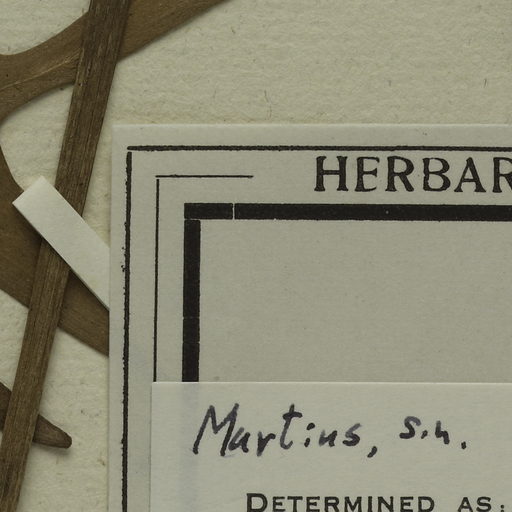 HERBAR
Martius, s.n.
DETERMINED AS: